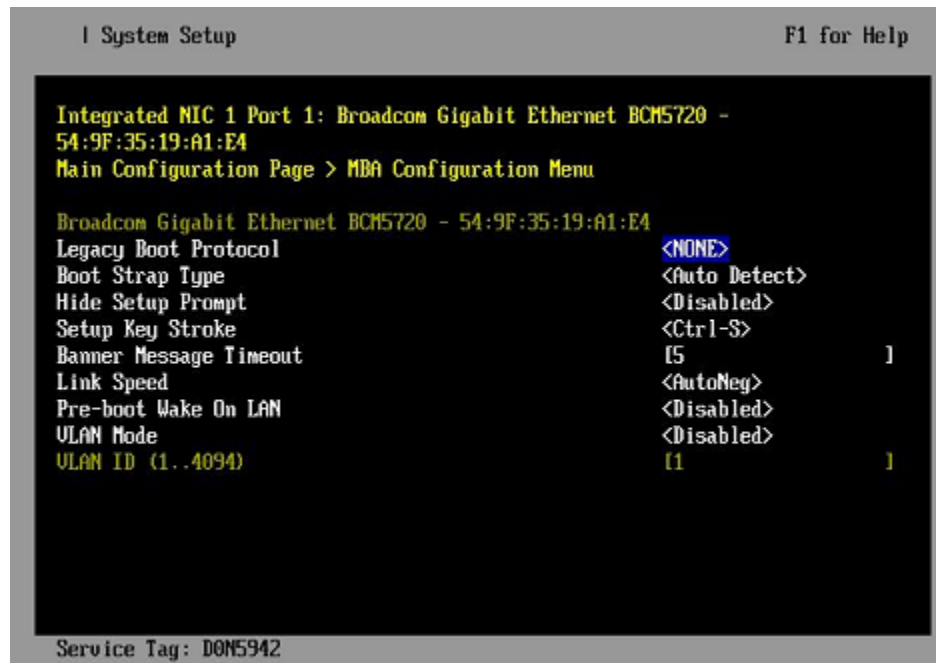 | System Setup F1 for Help
Integrated NIC 1 Port 1: Broadcom Gigabit Ethernet BCM5720 -
54:9F:35:19:A1:E4
Main Configuration Page > MBA Configuration Menu
Broadcom Gigabit Ethernet BCM5720 - 54:9F:35:19:A1:E4
Legacy Boot Protocol <NONE>
Boot Strap Type <Auto Detect>
Hide Setup Prompt <Disabled>
Setup Key Stroke <Ctrl-S>
Banner Message Timeout [5 ]
Link Speed <AutoNeg>
Pre-boot Wake On LAN <Disabled>
VLAN Mode <Disabled>
VLAN ID (1..4094) [1 ]
Service Tag: D0N5942